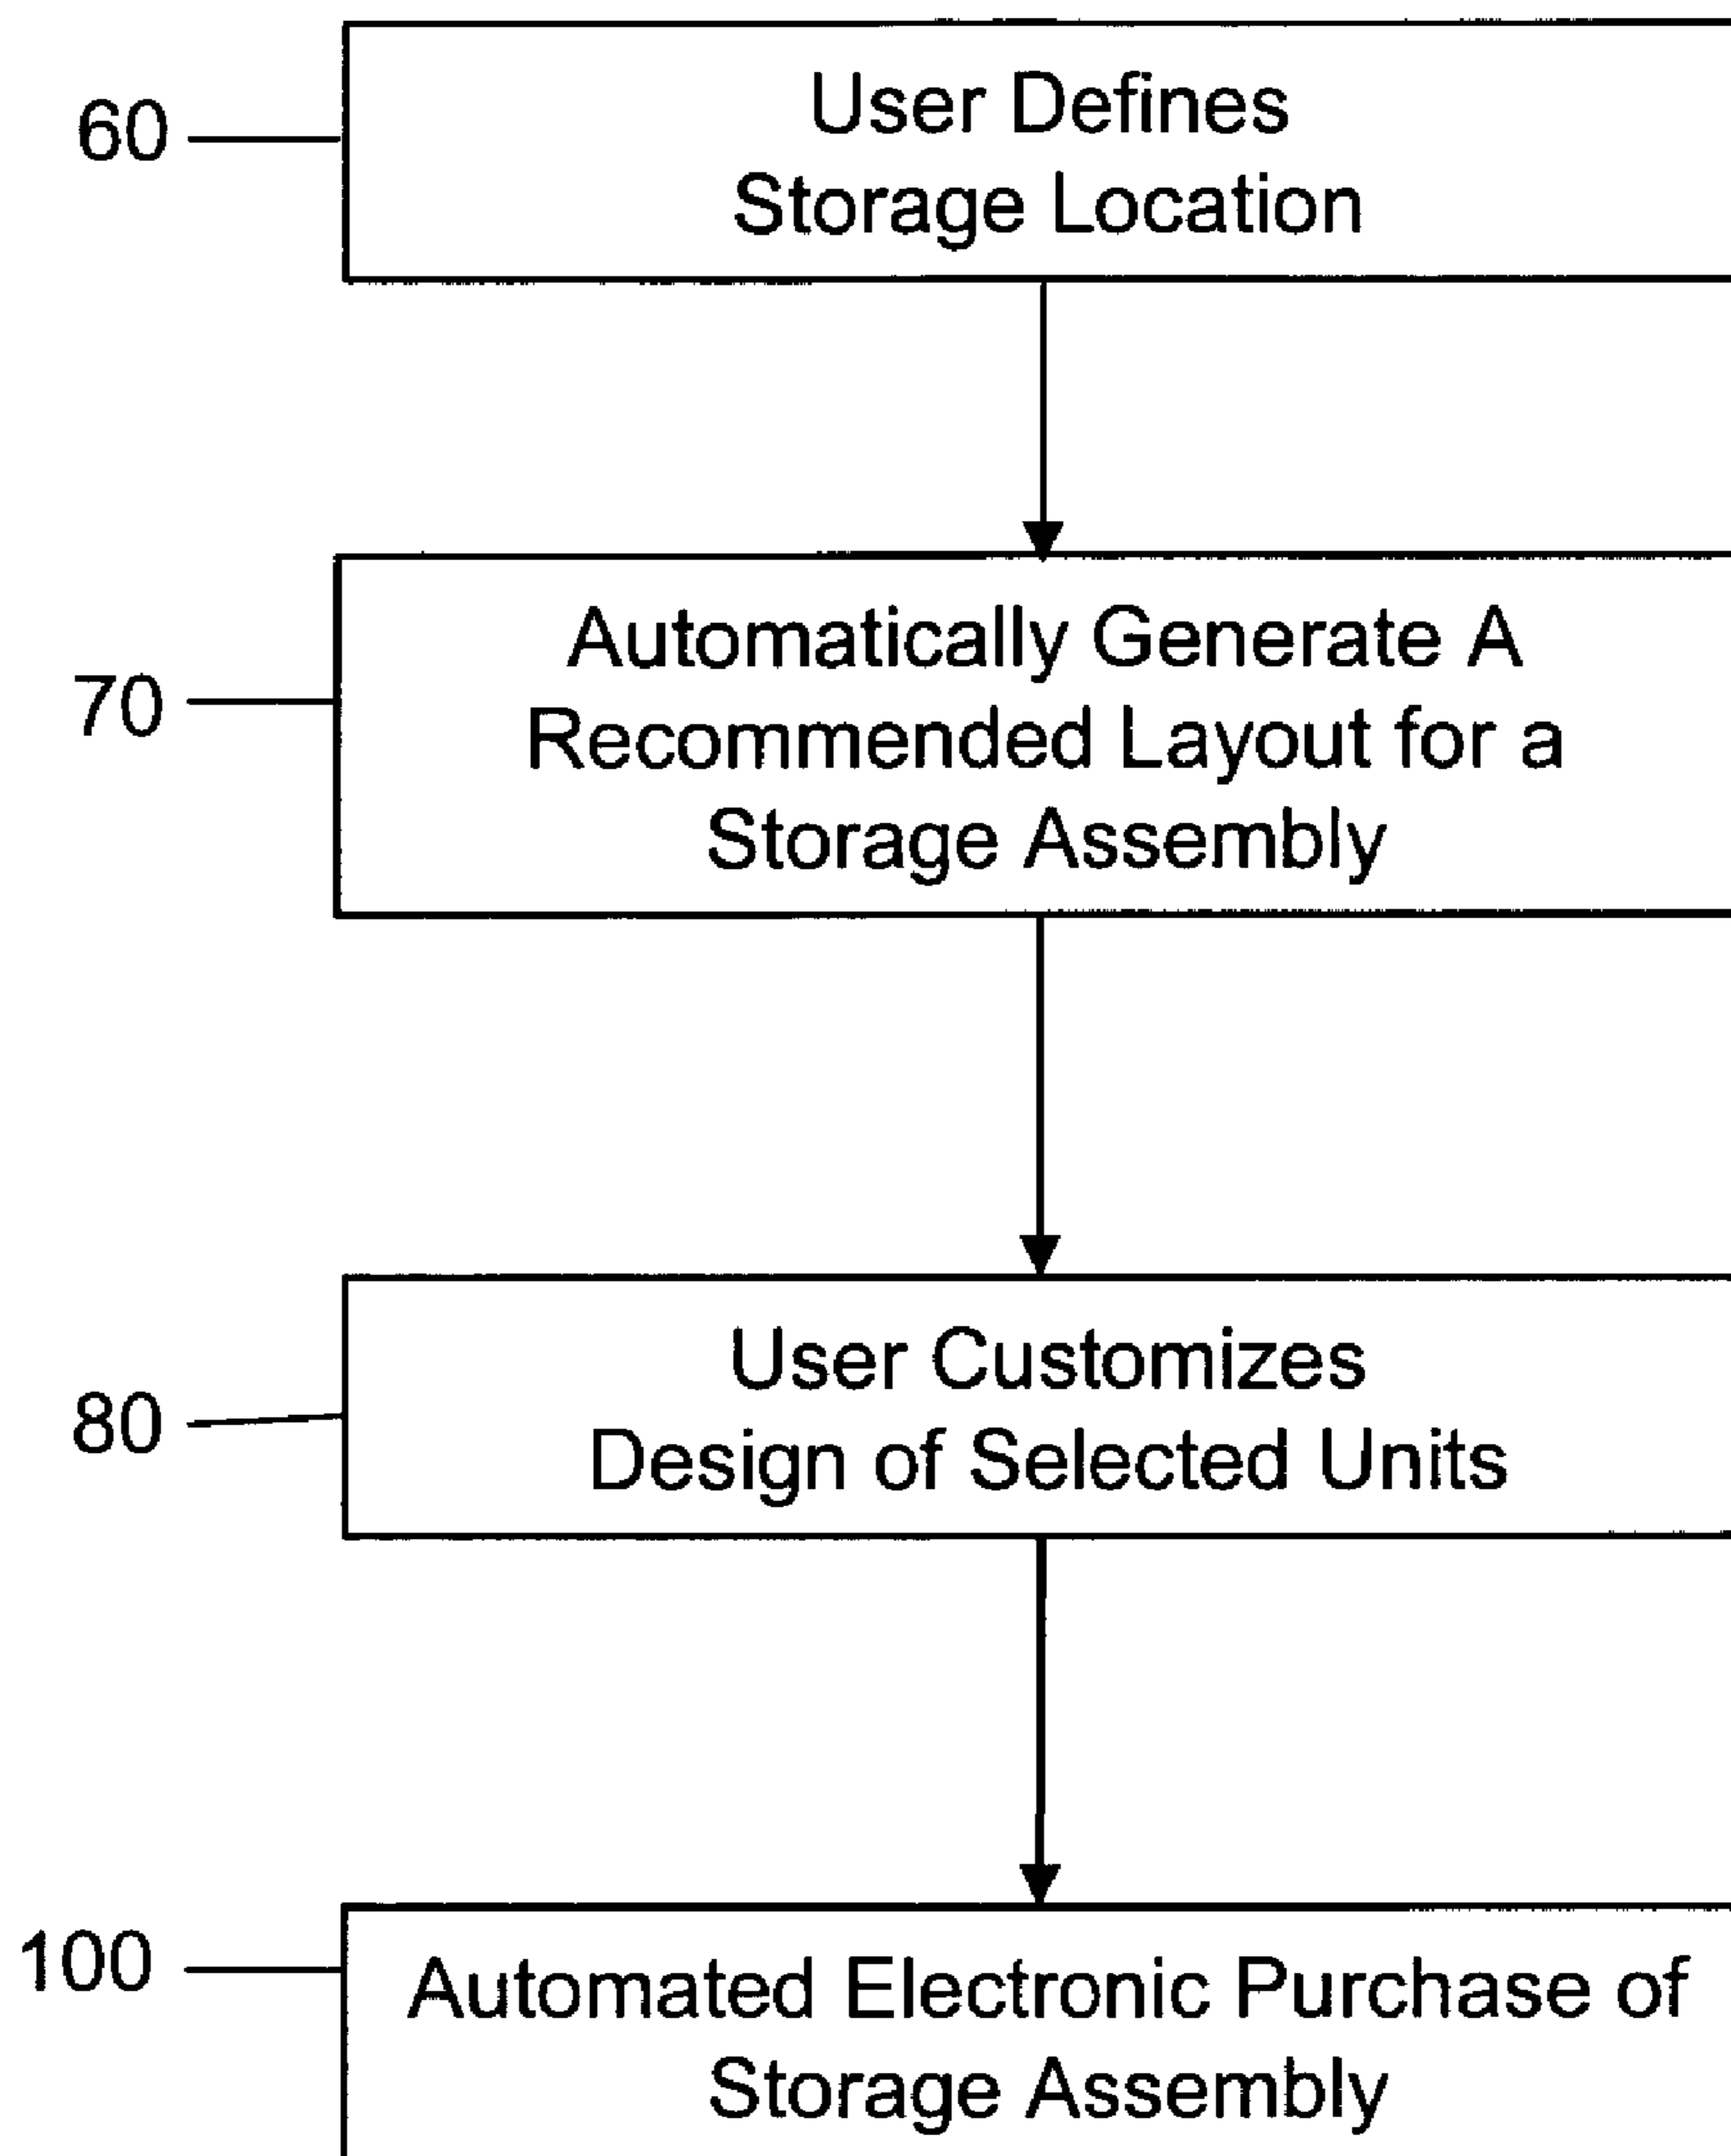 60
User Defines
Storage Location
70
Automatically Generate A
Recommended Layout for a
Storage Assembly
80
User Customizes
Design of Selected Units
100
Automated Electronic Purchase of
Storage Assembly